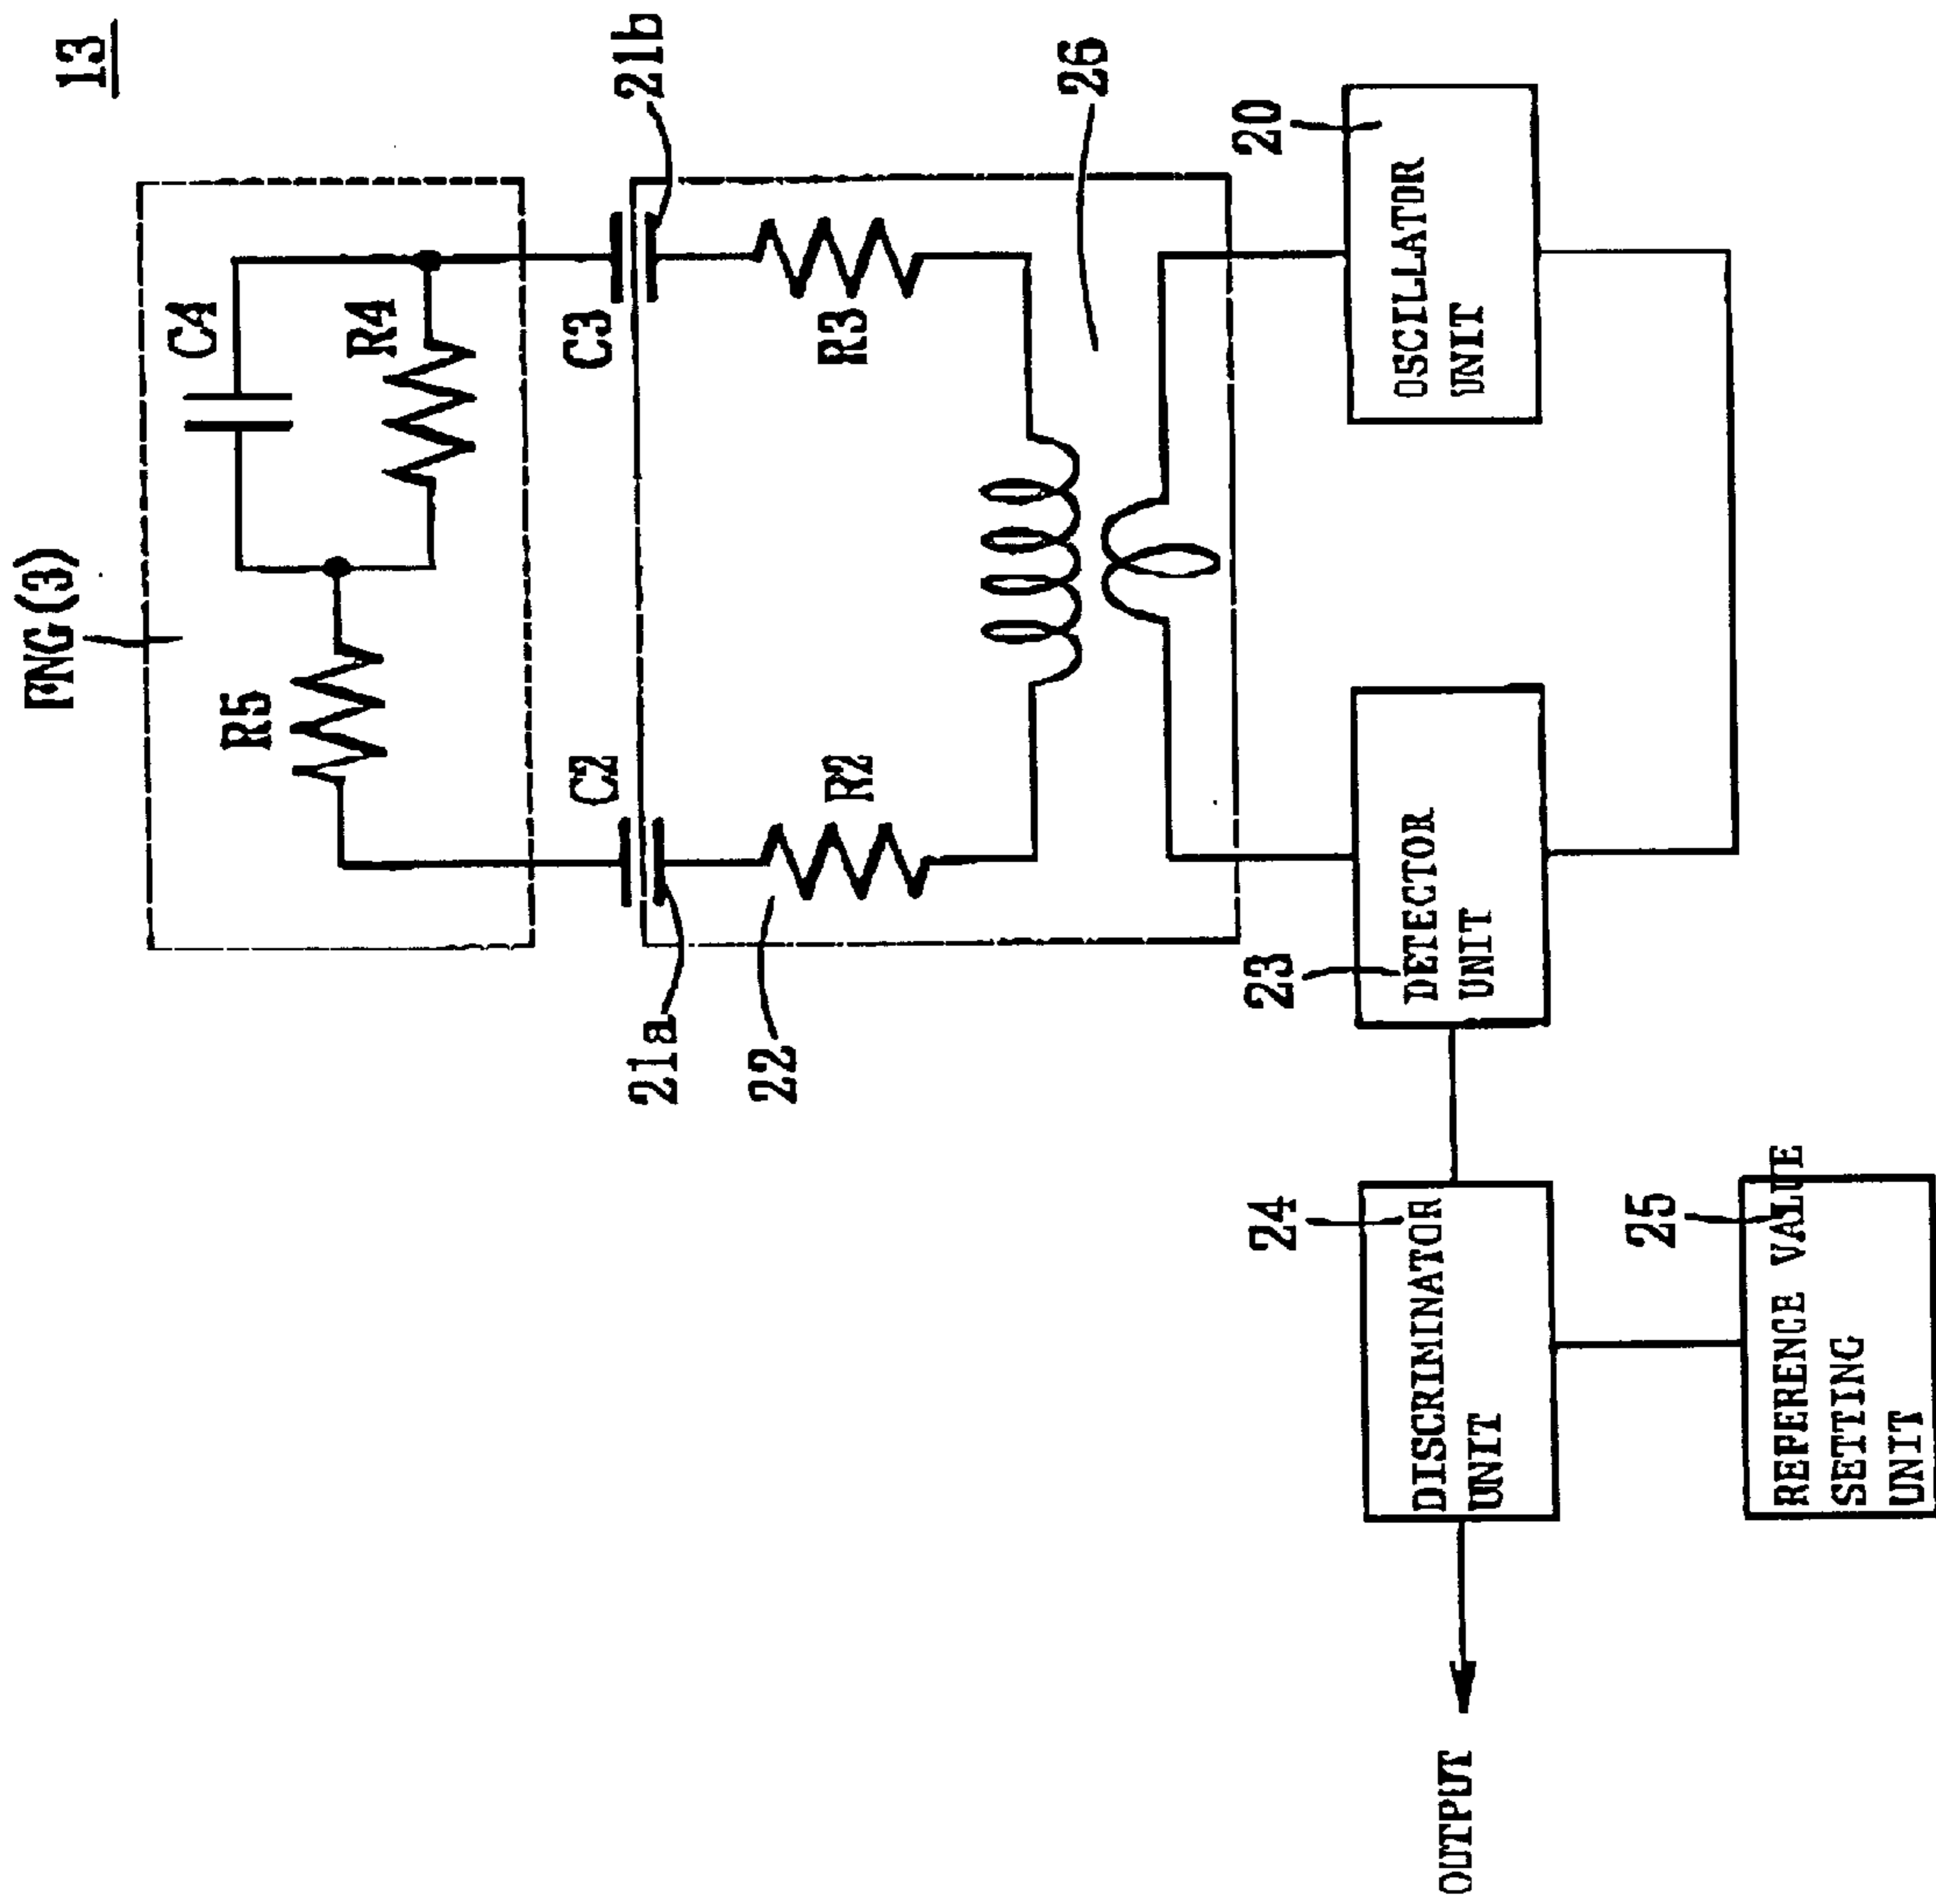 13
FNG(3)
C4
R4
R5
C3
C2
21b
21a
R3
R2
22
26
20
OSCILLATOR
UNIT
23
DETECTOR
UNIT
24
DISCRIMINATOR
UNIT
25
REFERENCE VALUE
SETTING
UNIT
OUTPUT